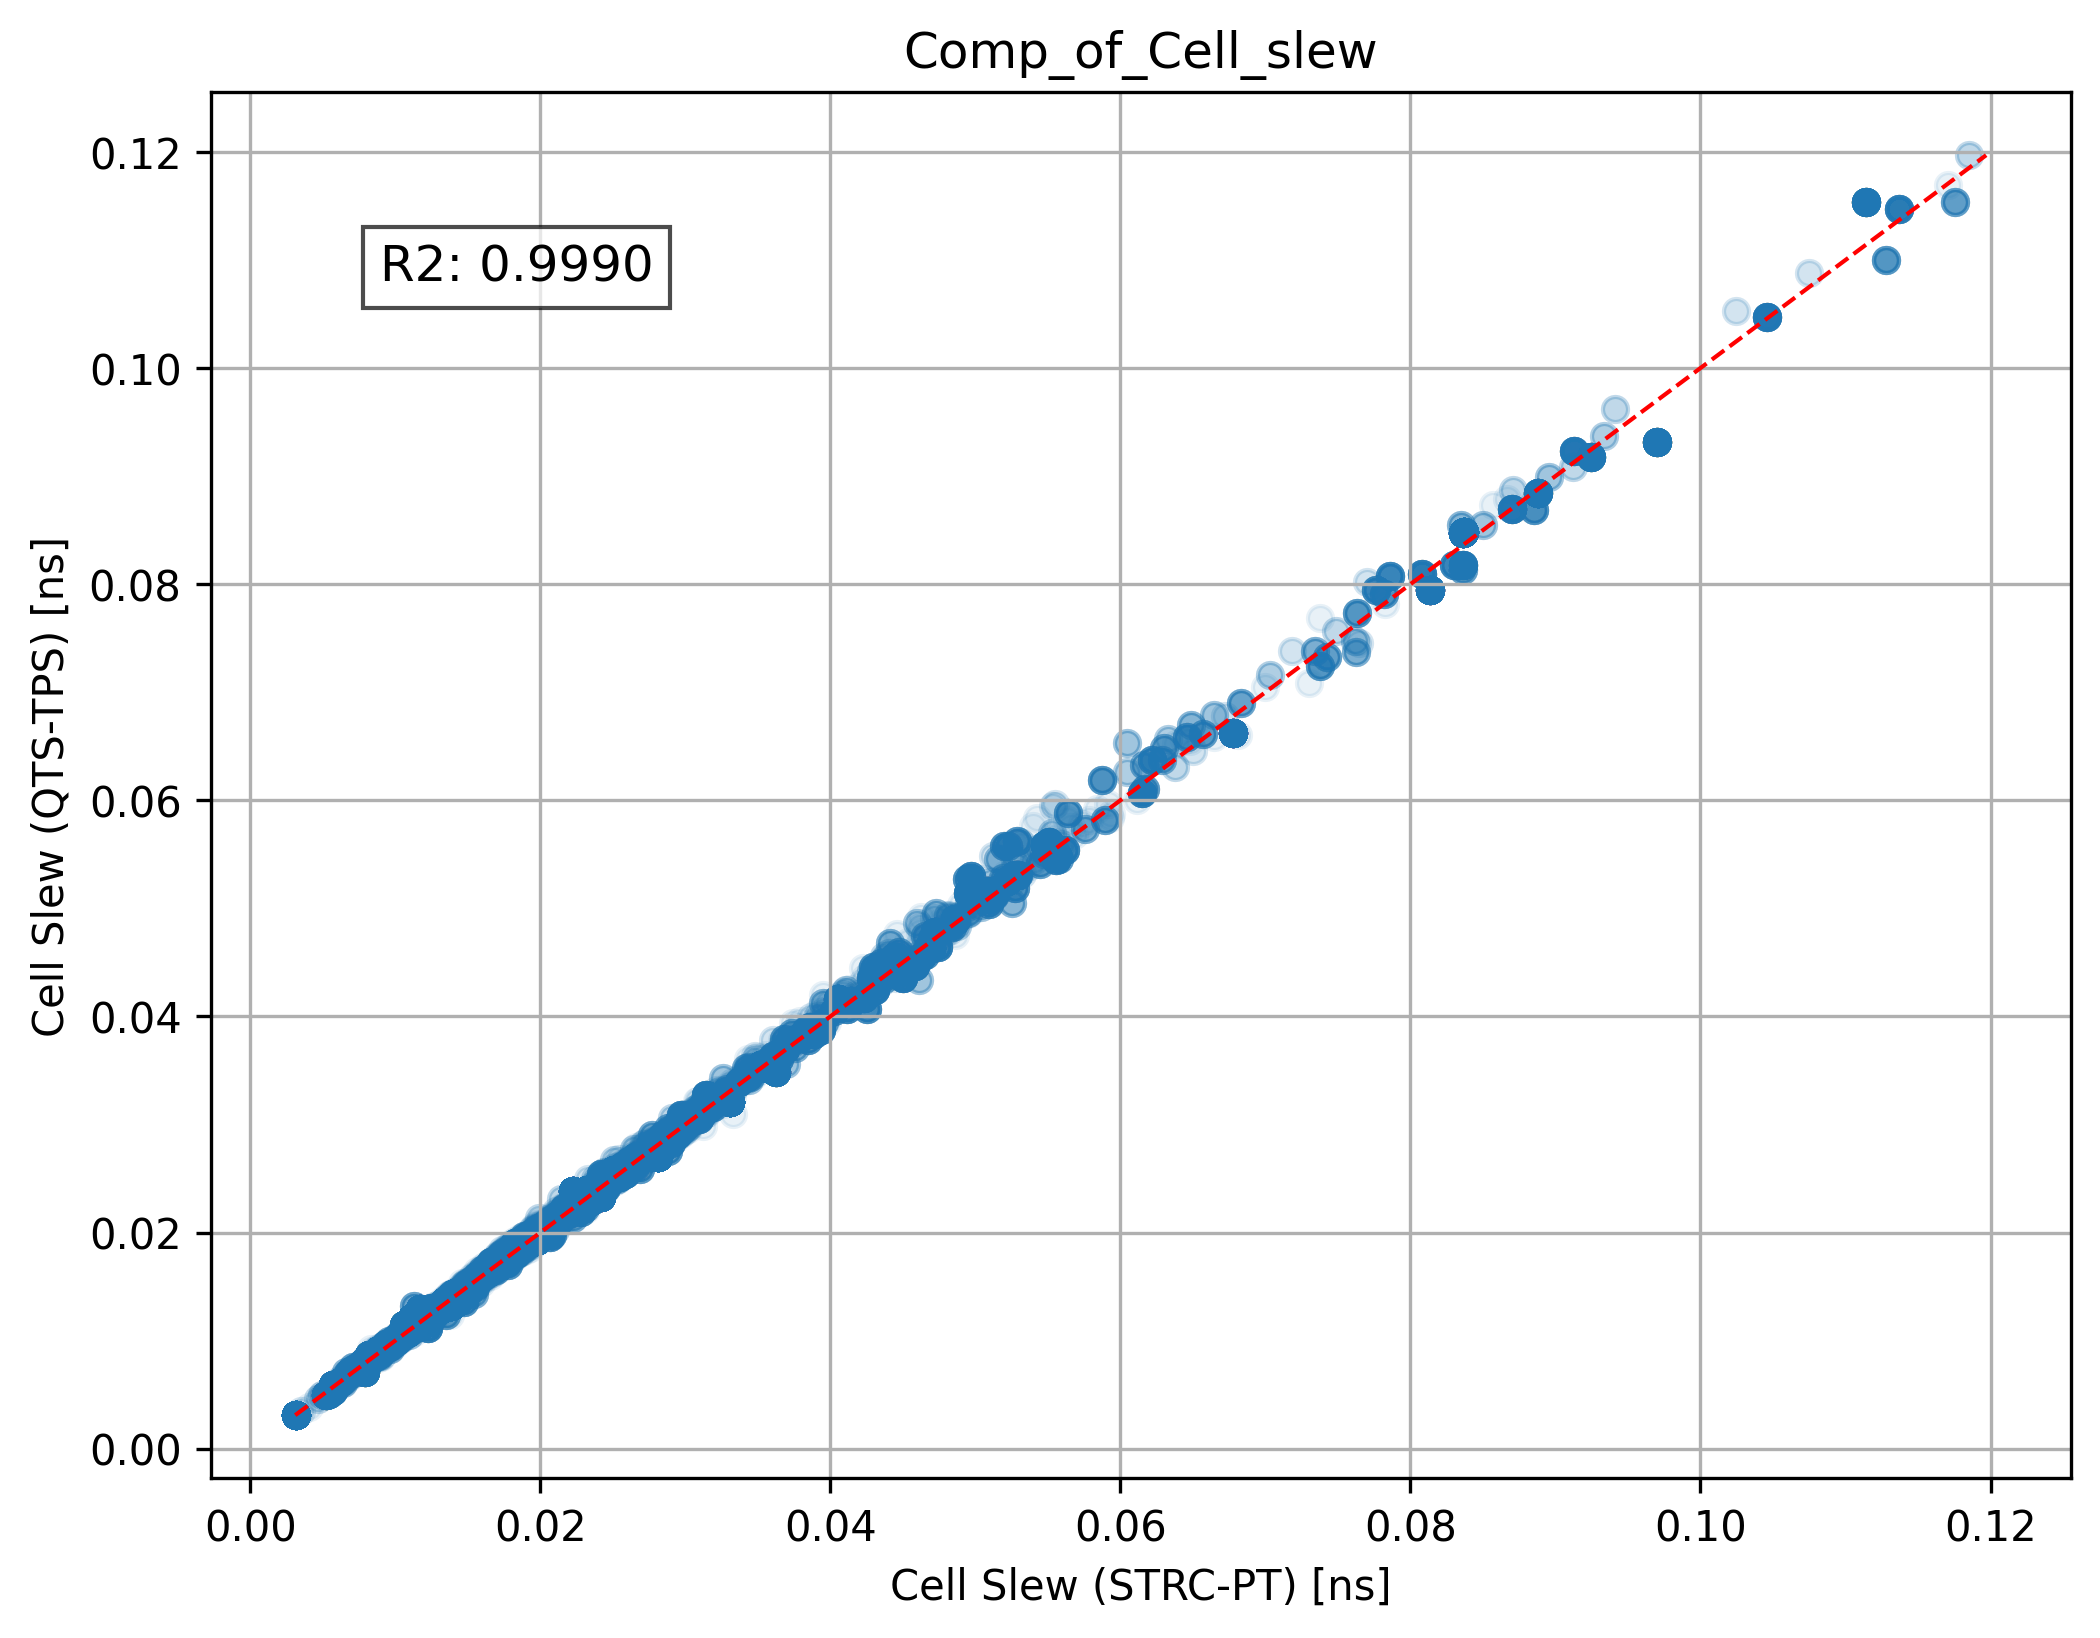 Comp_of_Cell_slew
R2: 0.9990
Cell Slew (QTS-TPS) [ns]
0.12
0.10
0.08
0.06
0.04
0.02
0.00
0.00 0.02 0.04 0.06 0.08 0.10 0.12
Cell Slew (STRC-PT) [ns]